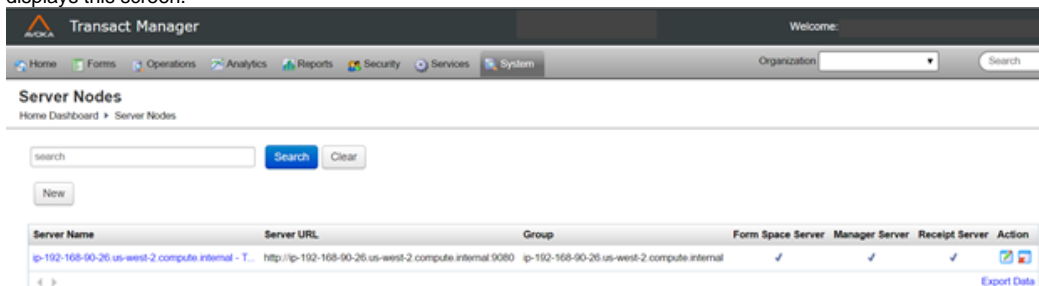 displays this screen.
AVOKA Transact Manager Welcome:
Home Forms Operations Analytics Reports Security Services System Organization Search
Server Nodes
Home Dashboard Server Nodes
search Search Clear
New
Server Name Server URL Group Form Space Server Manager Server Receipt Server Action
ip-192-168-90-26.us-west-2.compute.internal - T... http://ip-192-168-90-26.us-west-2.compute.internal:9080 ip-192-168-90-26.us-west-2.compute.internal
Export Data